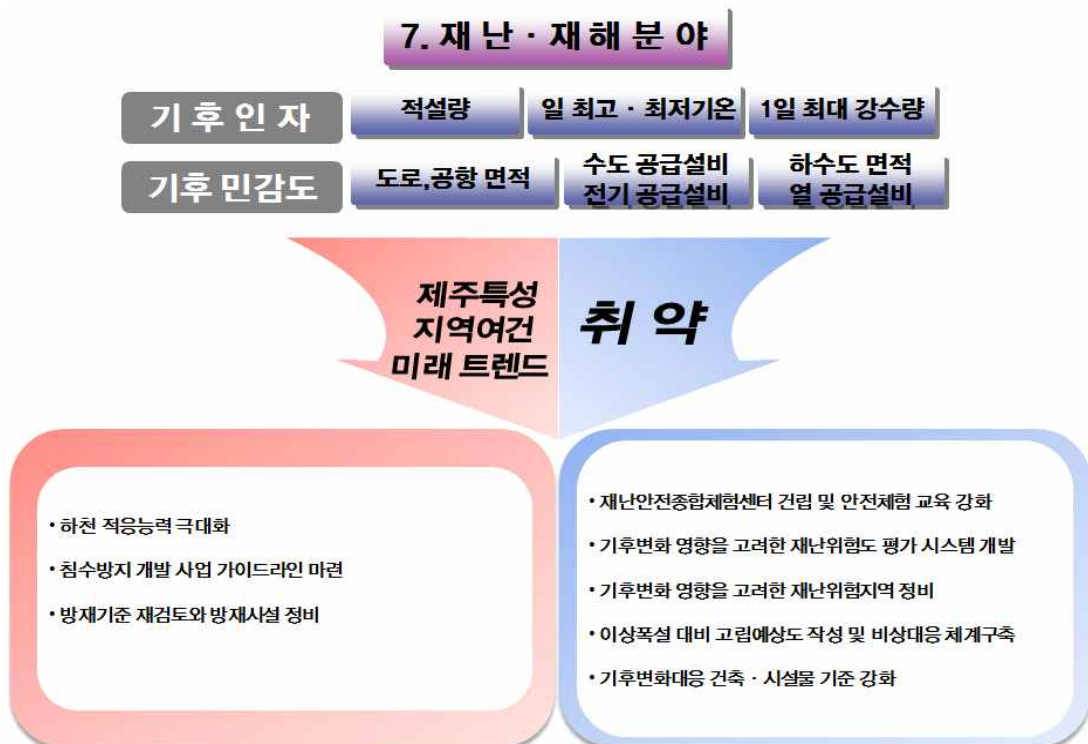 7. 재 난 · 재 해 분 야
기 후 인 자
적설량
일 최고 · 최저기온
1일 최대 강수량
기후 민감도
도로,공항 면적
수도 공급설비
전기 공급설비
하수도 면적
열 공급설비
제주특성
지역여건
미래 트렌드
취 약
• 하천 적응능력 극대화
• 침수방지 개발 사업 가이드라인 마련
• 방재기준 재검토와 방재시설 정비
• 재난안전종합체험센터 건립 및 안전체험 교육 강화
• 기후변화 영향을 고려한 재난위험도 평가 시스템 개발
• 기후변화 영향을 고려한 재난위험지역 정비
• 이상폭설 대비 고립예상도 작성 및 비상대응 체계구축
• 기후변화대응 건축 · 시설물 기준 강화